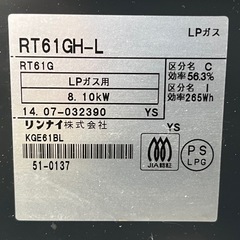 RT61GH-L
LPガス
RT61G
LPガス用
8.10kW
区分名 C
効率56.3%
区分名 I
効率265Wh
14.07-032390 YS
リンナイ株式会社
KGE61BL
YS
51-0137
JIA認証
PS
LPG